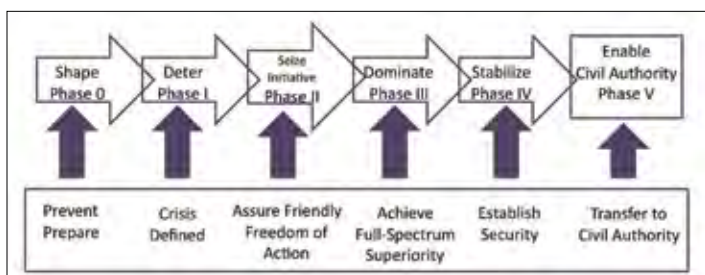 Shape
Phase 0
Deter
Phase I
Seize
Initiative
Phase II
Dominate
Phase III
Stabilize
Phase IV
Enable
Civil Authority
Phase V
Prevent
Prepare
Crisis
Defined
Assure Friendly
Freedom of
Action
Achieve
Full-Spectrum
Superiority
Establish
Security
Transfer to
Civil Authority